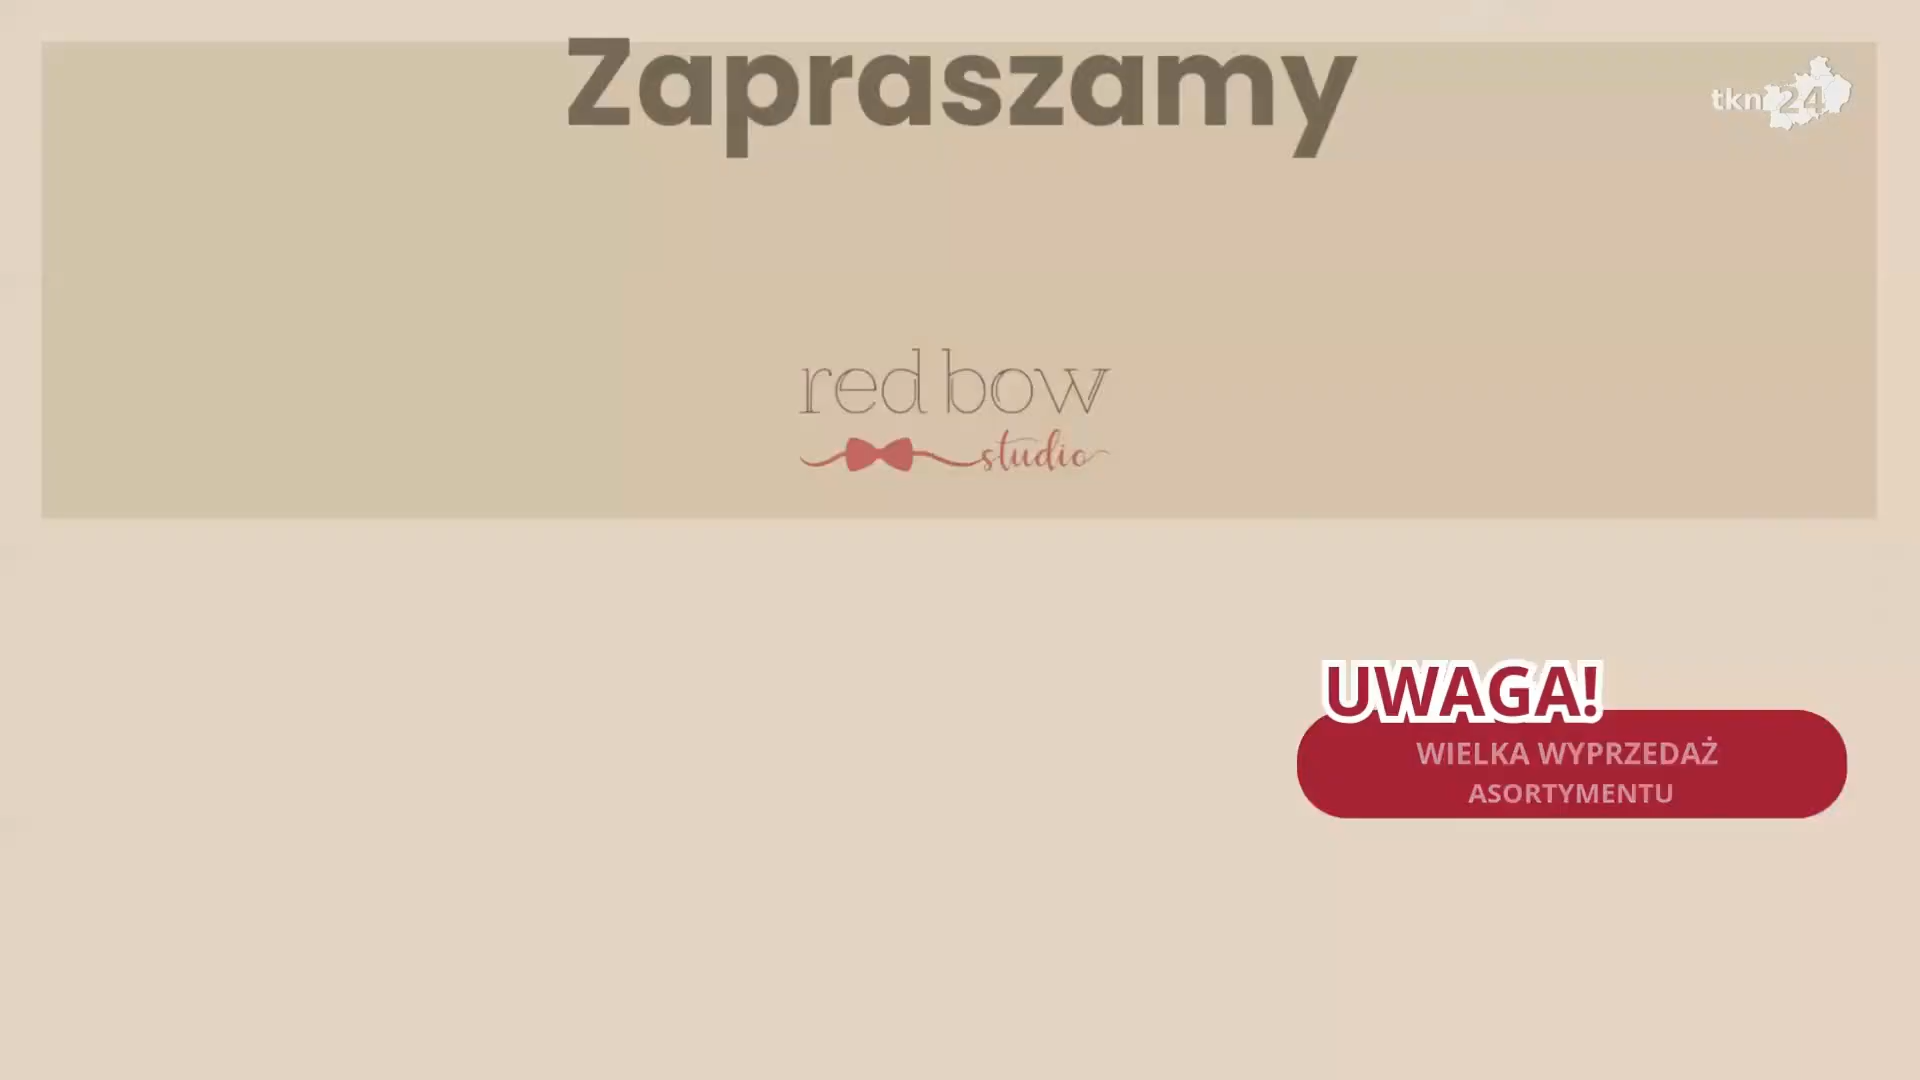 Zapraszamy
tkn24
red bow
studio
UWAGA!
WIELKA WYPRZEDAŻ
ASORTYMENTU